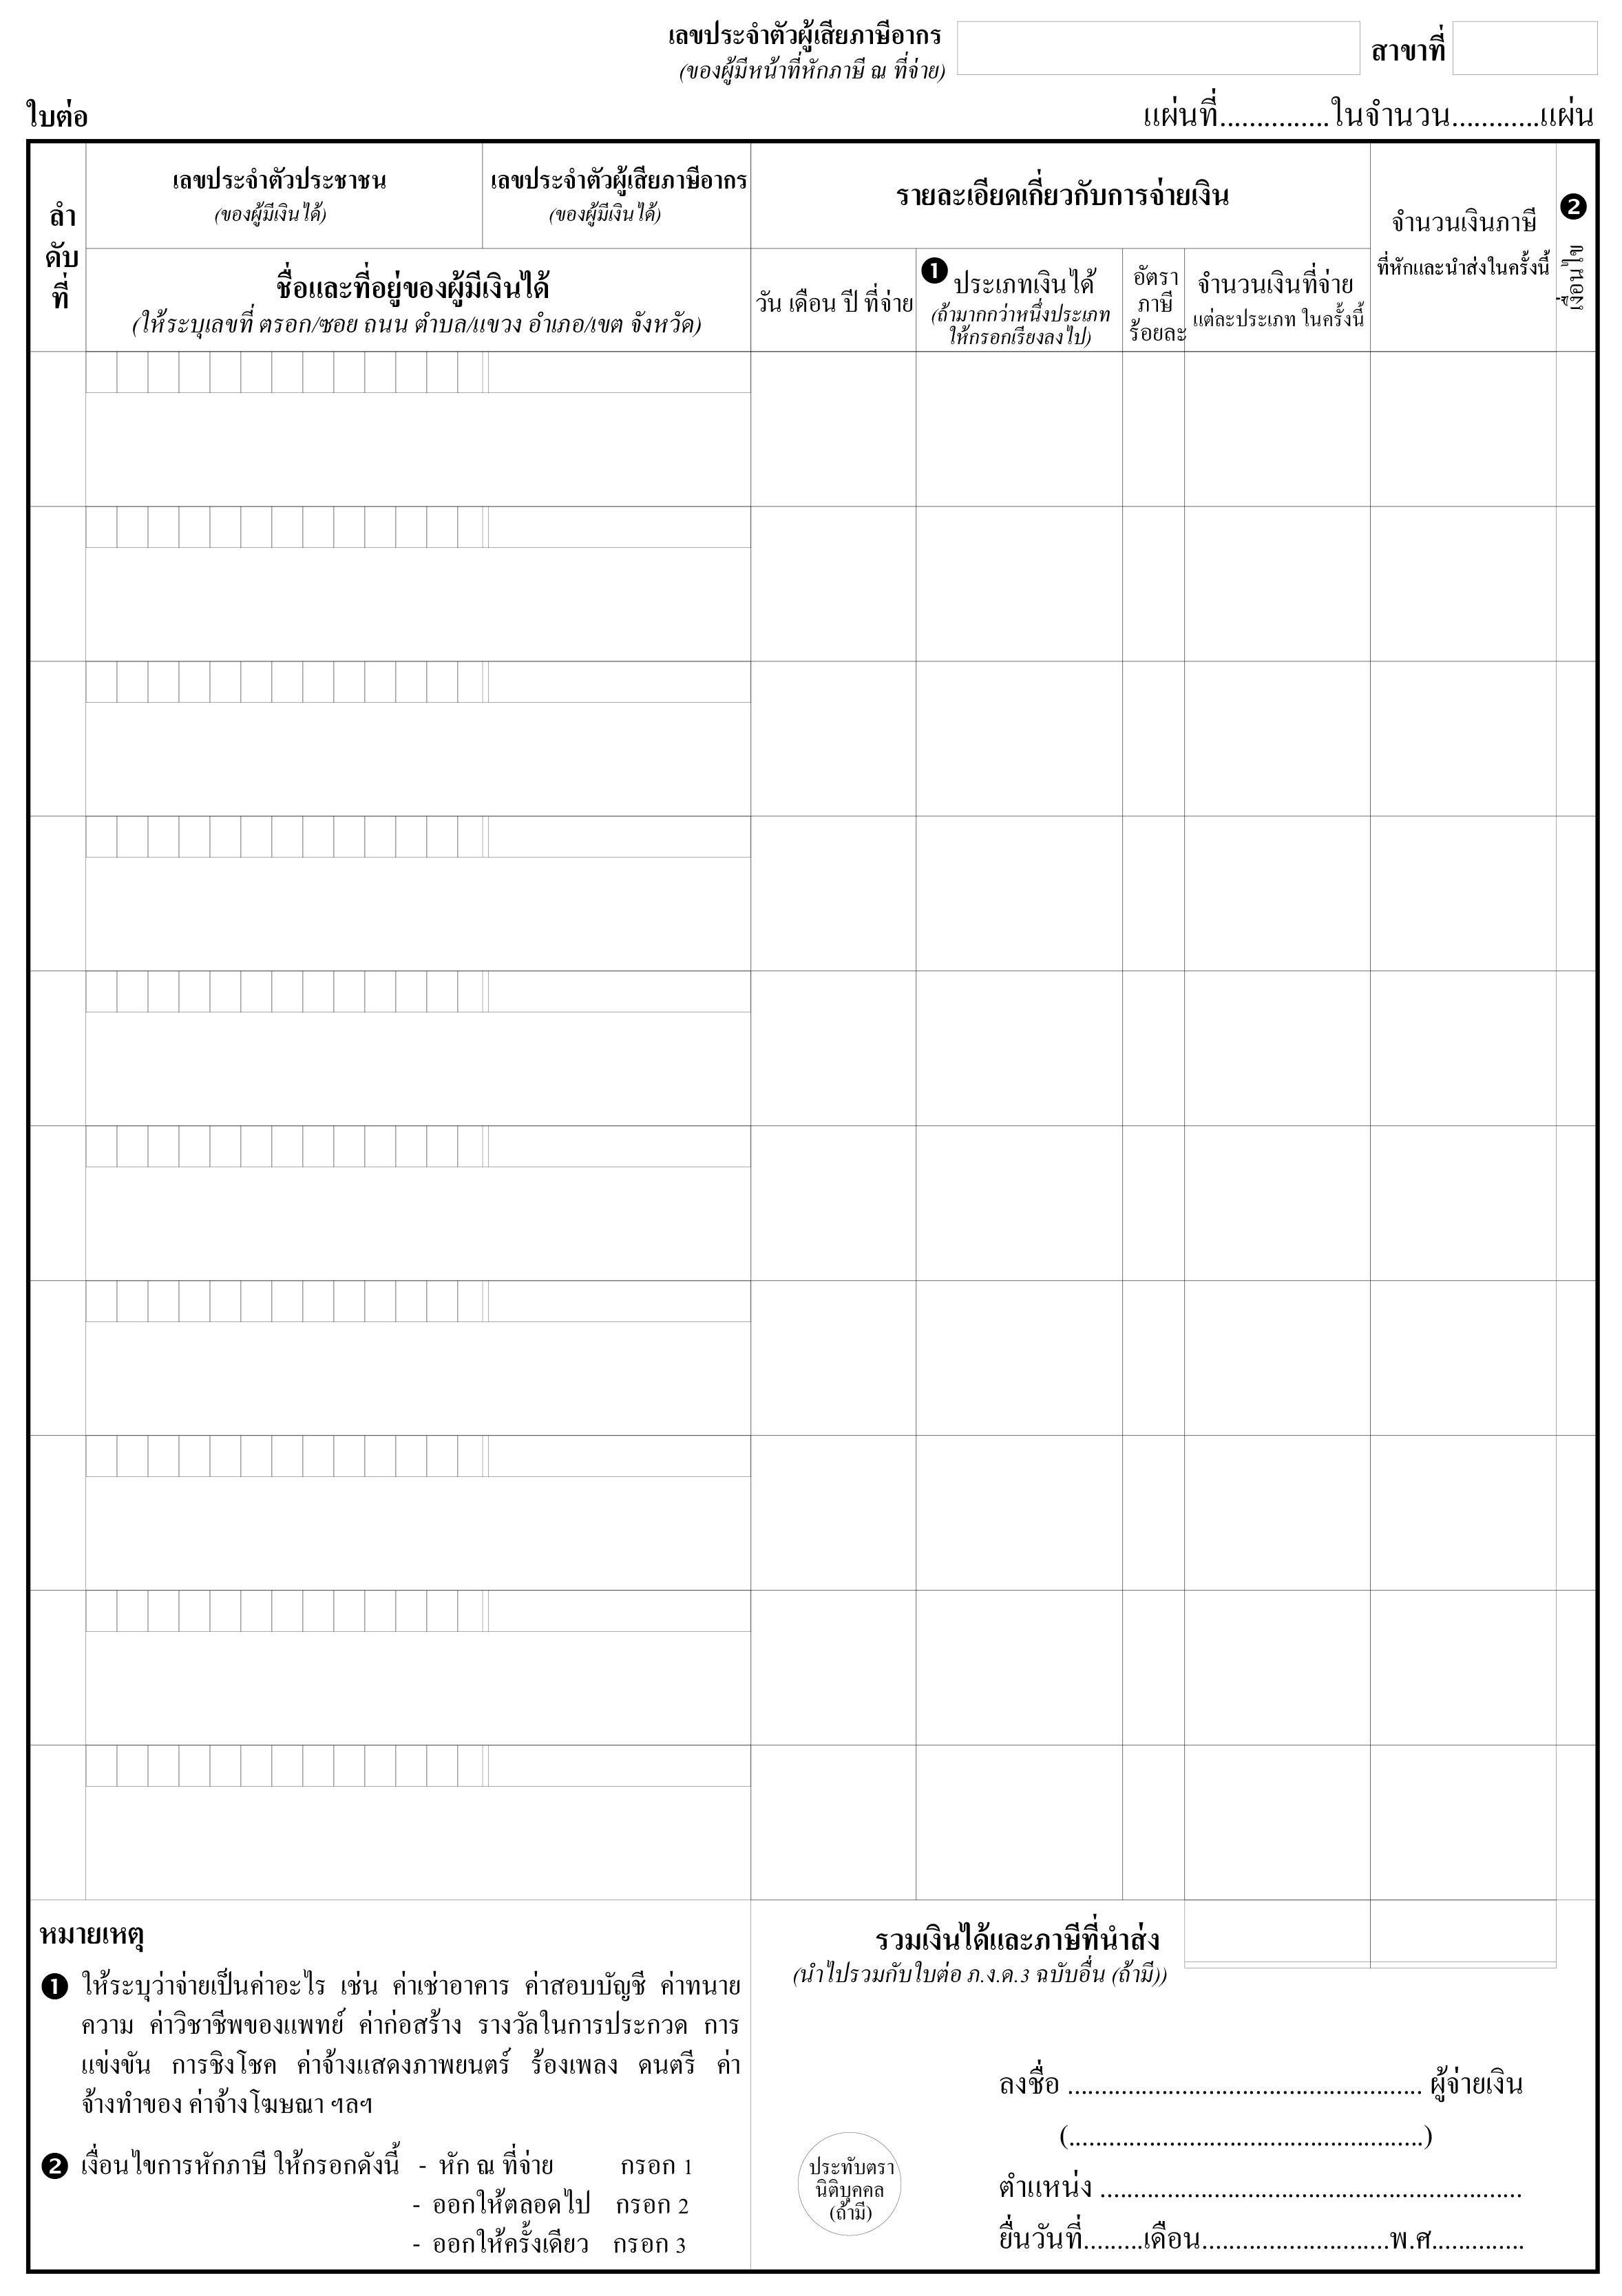 เลขประจำตัวผู้เสียภาษีอากร
(ของผู้มีหน้าที่หักภาษี ณ ที่จ่าย)
สาขาที่
ใบต่อ
แผ่นที่...............ในจำนวน............แผ่น
ลำ
ดับ
ที่
เลขประจำตัวประชาชน
(ของผู้มีเงินได้)
เลขประจำตัวผู้เสียภาษีอากร
(ของผู้มีเงินได้)
ชื่อและที่อยู่ของผู้มีเงินได้
(ให้ระบุเลขที่ ตรอก/ซอย ถนน ตำบล/แขวง อำเภอ/เขต จังหวัด)
รายละเอียดเกี่ยวกับการจ่ายเงิน
วัน เดือน ปี ที่จ่าย
❶ ประเภทเงินได้
(ถ้ามากกว่าหนึ่งประเภท
ให้กรอกเรียงลงไป)
อัตรา
ภาษี
ร้อยละ
จำนวนเงินที่จ่าย
แต่ละประเภท ในครั้งนี้
จำนวนเงินภาษี
ที่หักและนำส่งในครั้งนี้
❷
เงื่อนไข
หมายเหตุ
❶ ให้ระบุว่าจ่ายเป็นค่าอะไร เช่น ค่าเช่าอาคาร ค่าสอบบัญชี ค่าทนาย
ความ ค่าวิชาชีพของแพทย์ ค่าก่อสร้าง รางวัลในการประกวด การ
แข่งขัน การชิงโชค ค่าจ้างแสดงภาพยนตร์ ร้องเพลง ดนตรี ค่า
จ้างทำของ ค่าจ้างโฆษณา ฯลฯ
❷ เงื่อนไขการหักภาษี ให้กรอกดังนี้ - หัก ณ ที่จ่าย กรอก 1
- ออกให้ตลอดไป กรอก 2
- ออกให้ครั้งเดียว กรอก 3
รวมเงินได้และภาษีที่นำส่ง
(นำไปรวมกับใบต่อ ภ.ง.ด.3 ฉบับอื่น (ถ้ามี))
ลงชื่อ ..................................................... ผู้จ่ายเงิน
(.....................................................)
ตำแหน่ง ...............................................................
ยื่นวันที่.........เดือน............................พ.ศ..............
ประทับตรา
นิติบุคคล
(ถ้ามี)